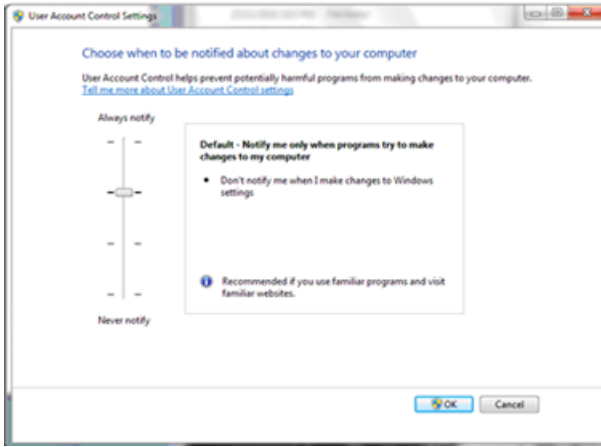 User Account Control Settings
Choose when to be notified about changes to your computer
User Account Control helps prevent potentially harmful programs from making changes to your computer.
Tell me more about User Account Control settings
Always notify
Default - Notify me only when programs try to make
changes to my computer
• Don't notify me when I make changes to Windows
settings
Recommended if you use familiar programs and visit
familiar websites.
Never notify
OK Cancel